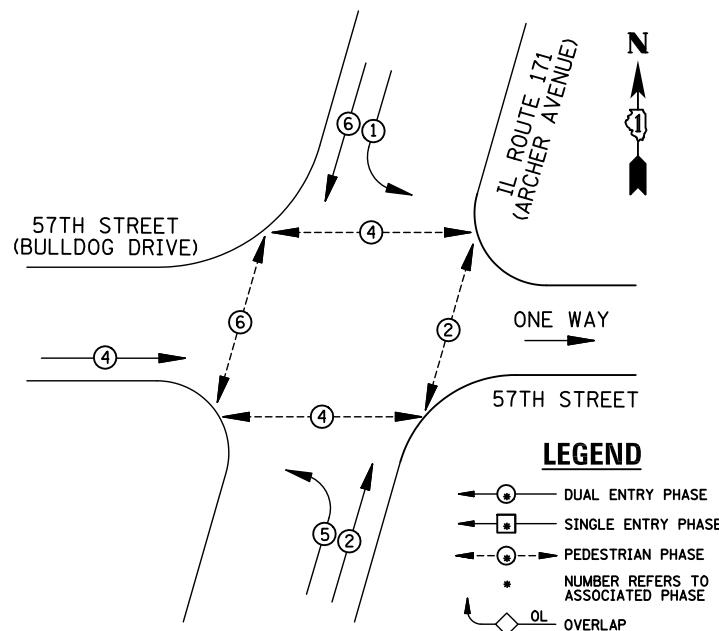 6
1
N
IL ROUTE 171
(ARCHER AVENUE)
1
57TH STREET
(BULLDOG DRIVE)
4
6
2
ONE WAY
4
4
57TH STREET
5
2
LEGEND
* DUAL ENTRY PHASE
* SINGLE ENTRY PHASE
* PEDESTRIAN PHASE
* NUMBER REFERS TO
ASSOCIATED PHASE
OL OVERLAP